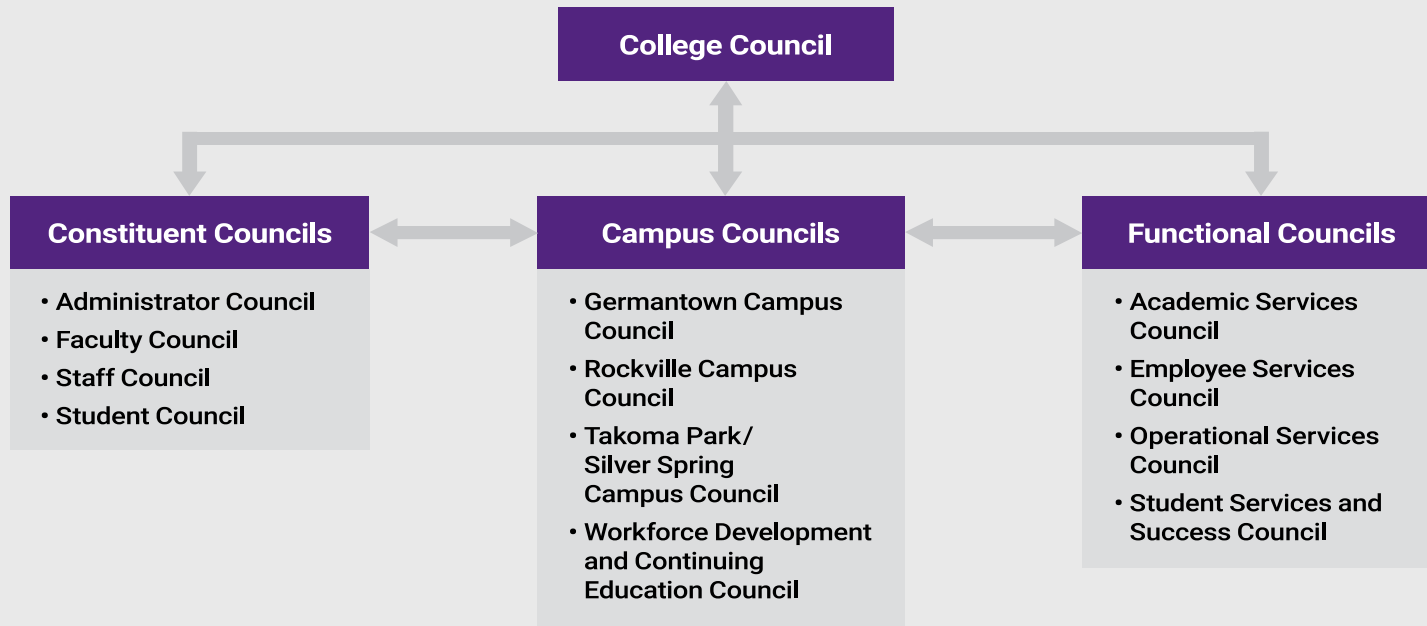 College Council
Constituent Councils
• Administrator Council
• Faculty Council
• Staff Council
• Student Council
Campus Councils
• Germantown Campus
Council
• Rockville Campus
Council
• Takoma Park/
Silver Spring
Campus Council
• Workforce Development
and Continuing
Education Council
Functional Councils
• Academic Services
Council
• Employee Services
Council
• Operational Services
Council
• Student Services and
Success Council